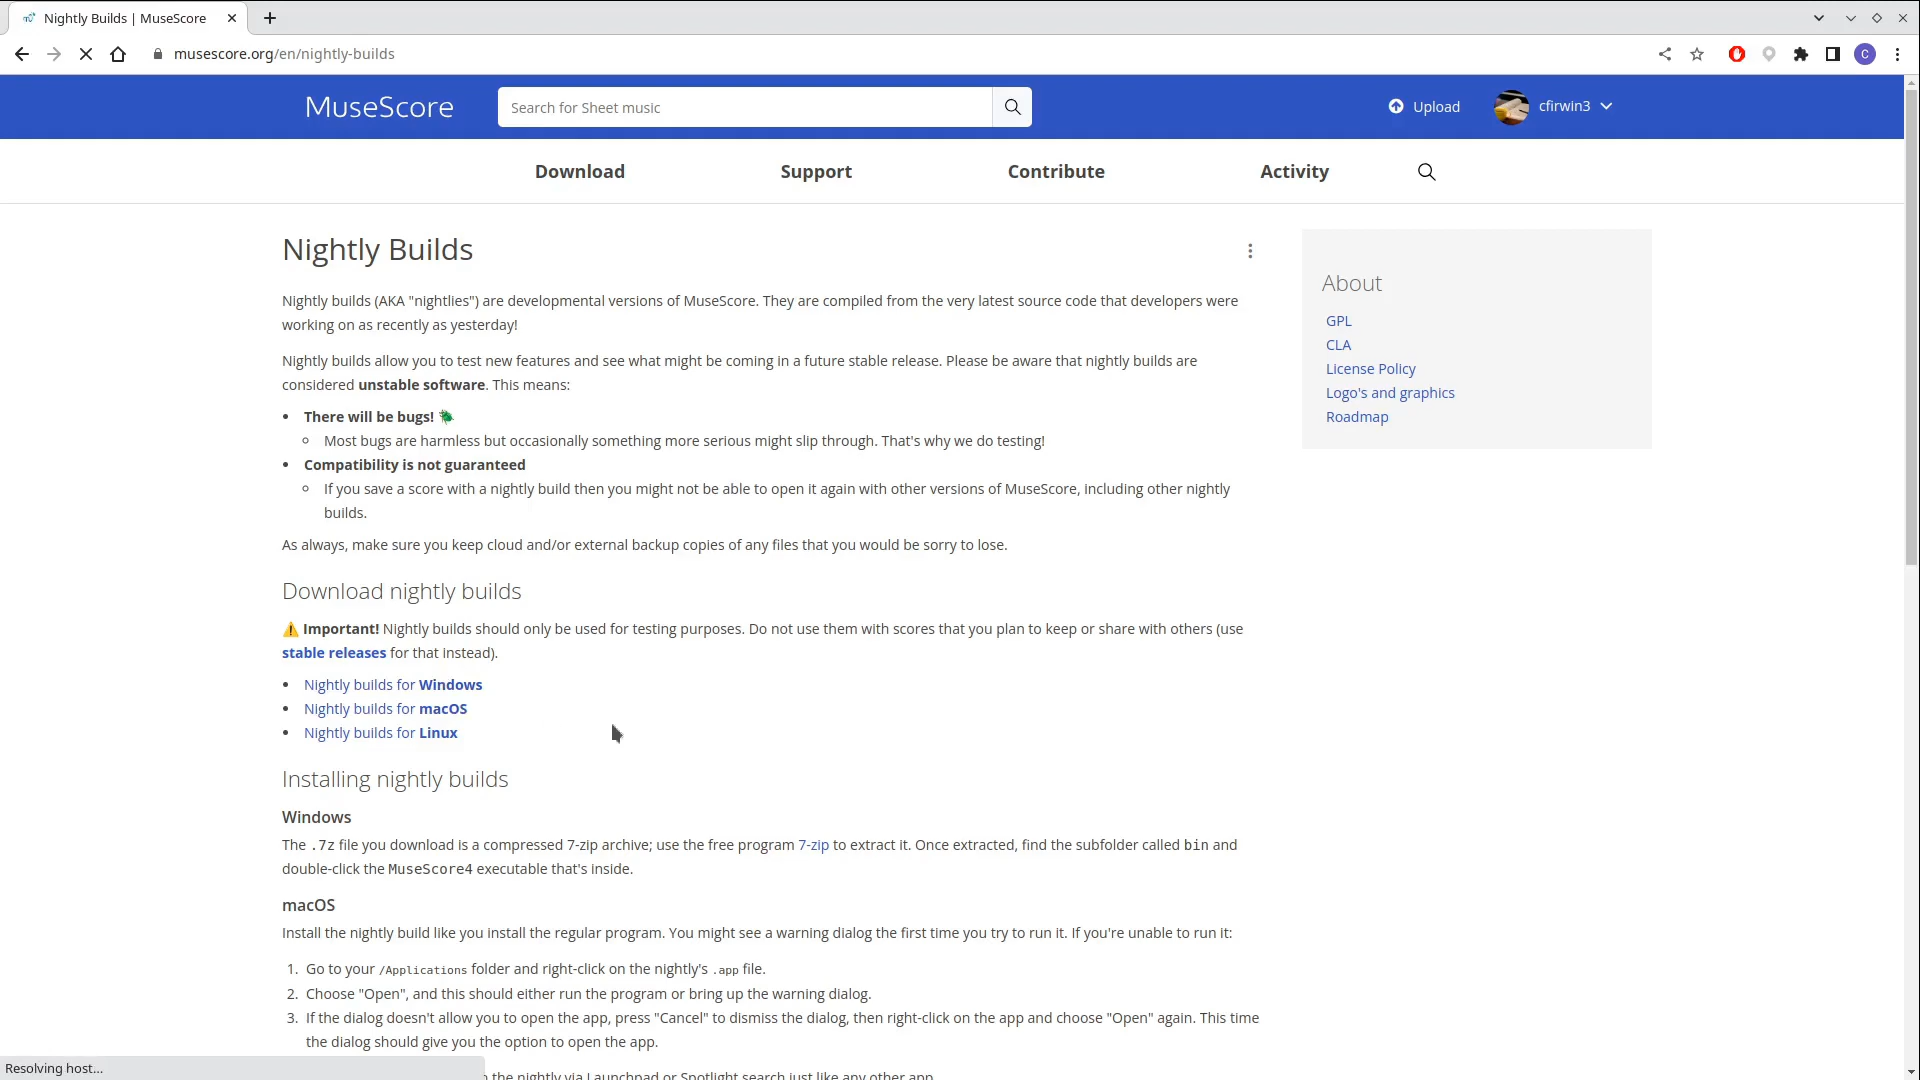 Nightly Builds | MuseScore
musescore.org/en/nightly-builds
C
MuseScore
Search for Sheet music
Upload
cfirwin3
Download
Support
Contribute
Activity
Nightly Builds
Nightly builds (AKA "nightlies") are developmental versions of MuseScore. They are compiled from the very latest source code that developers were
working on as recently as yesterday!
Nightly builds allow you to test new features and see what might be coming in a future stable release. Please be aware that nightly builds are
considered unstable software. This means:
• There will be bugs! 🪲
◦ Most bugs are harmless but occasionally something more serious might slip through. That's why we do testing!
• Compatibility is not guaranteed
◦ If you save a score with a nightly build then you might not be able to open it again with other versions of MuseScore, including other nightly
builds.
As always, make sure you keep cloud and/or external backup copies of any files that you would be sorry to lose.
Download nightly builds
⚠️ Important! Nightly builds should only be used for testing purposes. Do not use them with scores that you plan to keep or share with others (use
stable releases for that instead).
• Nightly builds for Windows
• Nightly builds for macOS
• Nightly builds for Linux
Installing nightly builds
Windows
The .7z file you download is a compressed 7-zip archive; use the free program 7-zip to extract it. Once extracted, find the subfolder called bin and
double-click the MuseScore4 executable that's inside.
macOS
Install the nightly build like you install the regular program. You might see a warning dialog the first time you try to run it. If you're unable to run it:
1. Go to your /Applications folder and right-click on the nightly's .app file.
2. Choose "Open", and this should either run the program or bring up the warning dialog.
3. If the dialog doesn't allow you to open the app, press "Cancel" to dismiss the dialog, then right-click on the app and choose "Open" again. This time
the dialog should give you the option to open the app.
the nightly via Launchpad or Spotlight search just like any other app
About
GPL
CLA
License Policy
Logo's and graphics
Roadmap
Resolving host...